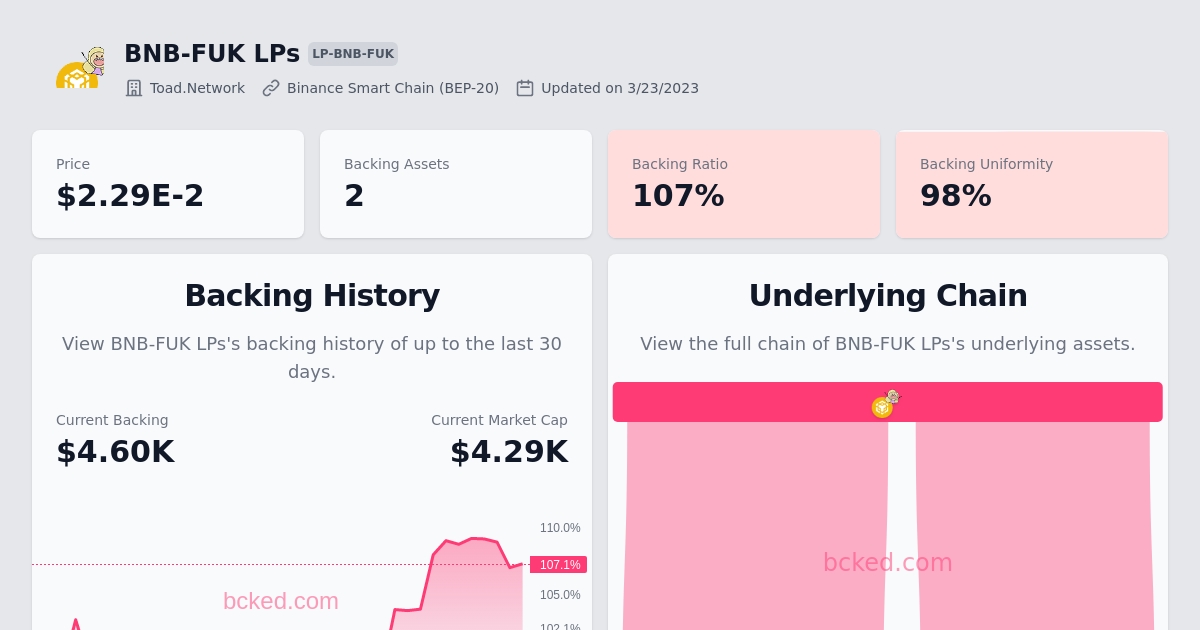 BNB-FUK LPs LP-BNB-FUK
Toad.Network Binance Smart Chain (BEP-20) Updated on 3/23/2023
Price
$2.29E-2
Backing Assets
2
Backing Ratio
107%
Backing Uniformity
98%
Backing History
View BNB-FUK LPs's backing history of up to the last 30
days.
Current Backing
$4.60K
Current Market Cap
$4.29K
110.0%
107.1%
105.0%
102.1%
bcked.com
Underlying Chain
View the full chain of BNB-FUK LPs's underlying assets.
bcked.com